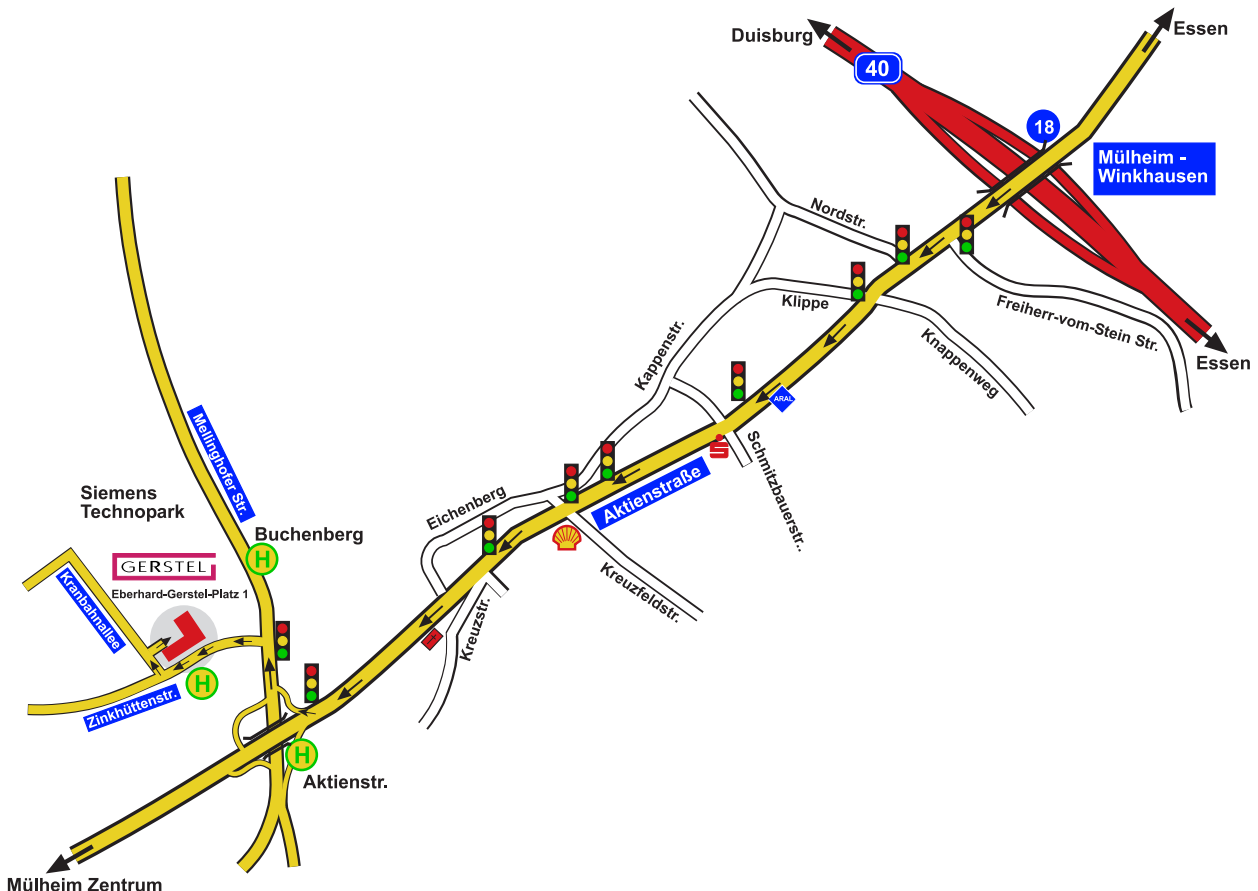 Duisburg
Essen
40
18
Mülheim -
Winkhausen
Nordstr.
Klippe
Freiherr-vom-Stein Str.
Essen
Kappenstr.
Knappenweg
ARAL
Schmitzbauerstr..
Aktienstraße
Mellinghofer Str.
Siemens
Technopark
Eichenberg
Buchenberg
H
GERSTEL
Eberhard-Gerstel-Platz 1
Kreuzfeldstr.
Kreuzstr.
Kranbahnallee
H
Zinkhüttenstr.
H
Aktienstr.
Mülheim Zentrum